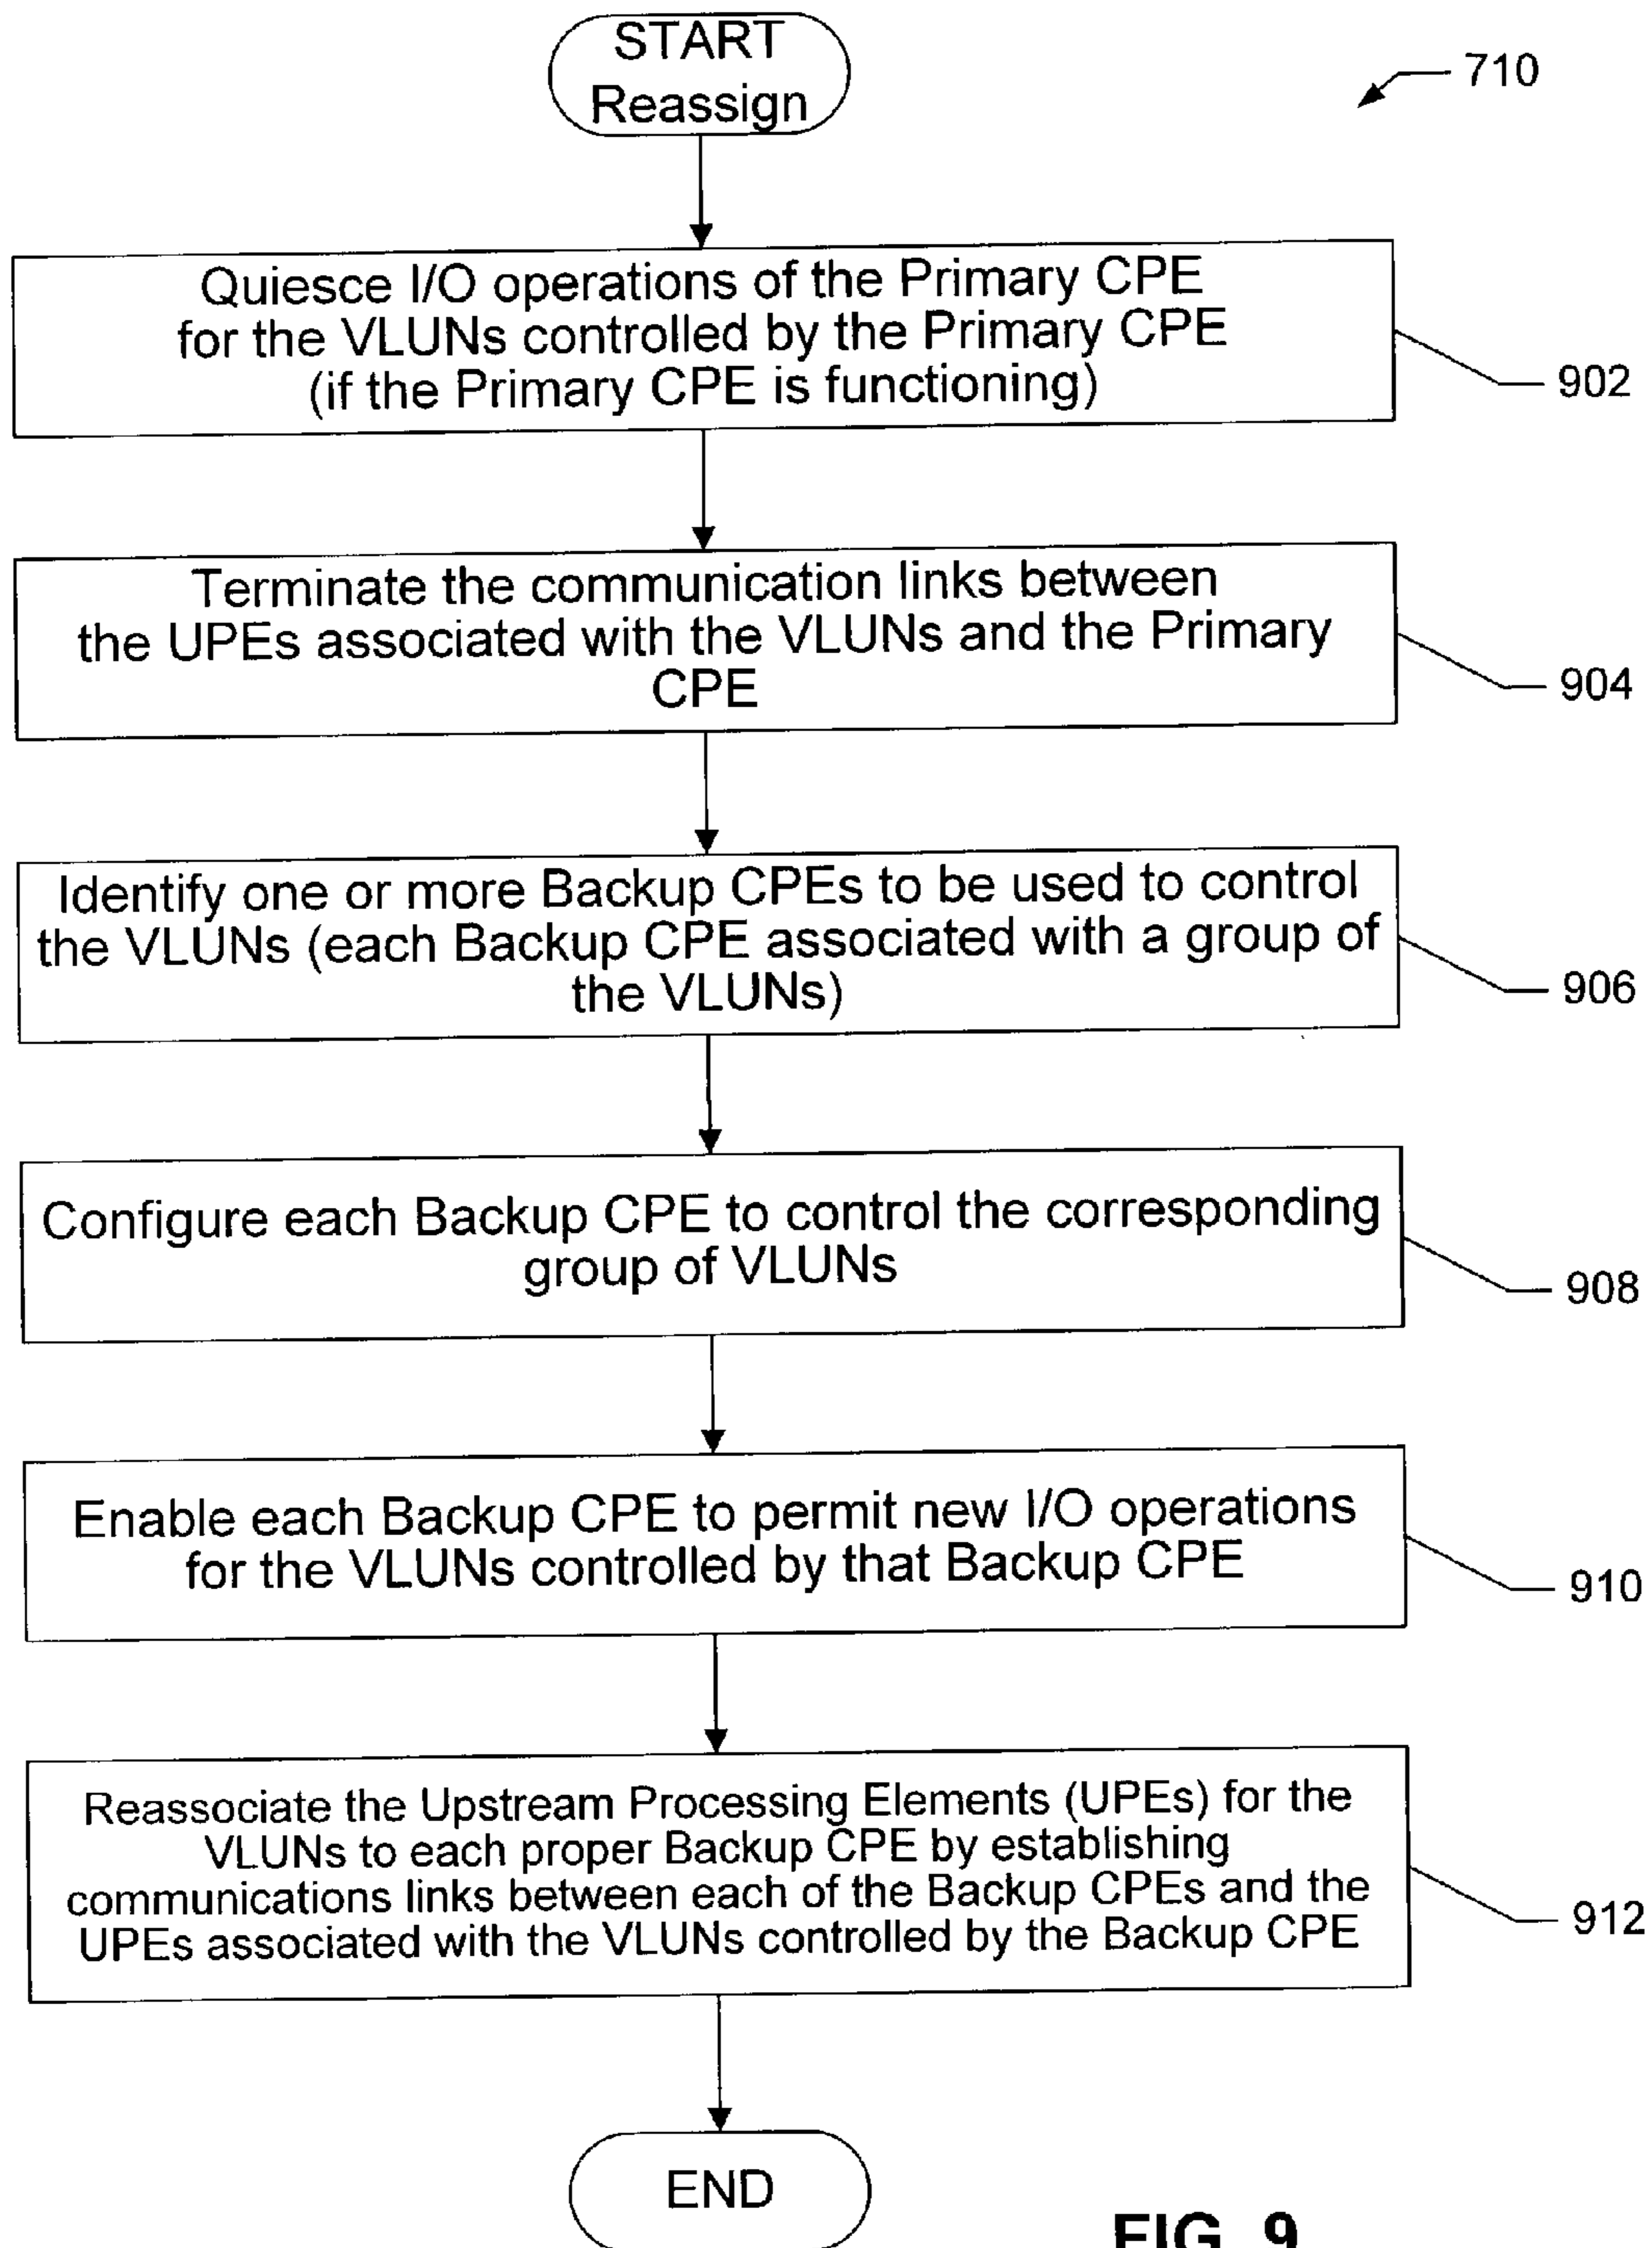 START
Reassign
710
Quiesce I/O operations of the Primary CPE
for the VLUNs controlled by the Primary CPE
(if the Primary CPE is functioning)
902
Terminate the communication links between
the UPEs associated with the VLUNs and the Primary
CPE
904
Identify one or more Backup CPEs to be used to control
the VLUNs (each Backup CPE associated with a group of
the VLUNs)
906
Configure each Backup CPE to control the corresponding
group of VLUNs
908
Enable each Backup CPE to permit new I/O operations
for the VLUNs controlled by that Backup CPE
910
Reassociate the Upstream Processing Elements (UPEs) for the
VLUNs to each proper Backup CPE by establishing
communications links between each of the Backup CPEs and the
UPEs associated with the VLUNs controlled by the Backup CPE
912
END
FIG. 9